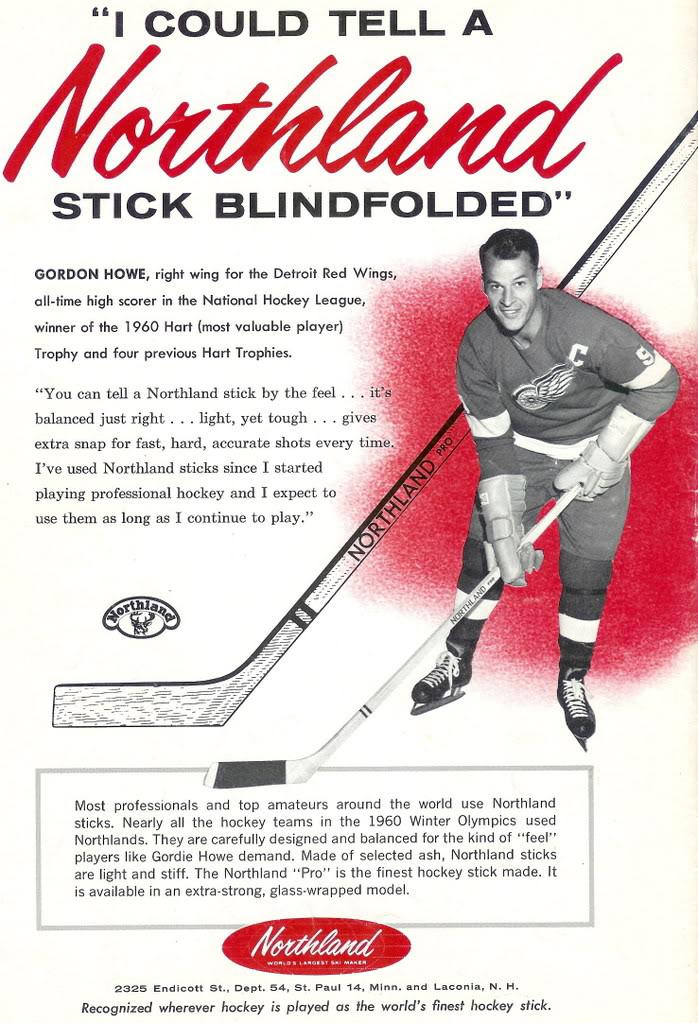 "I COULD TELL A
Northland
STICK BLINDFOLDED"
GORDON HOWE, right wing for the Detroit Red Wings,
all-time high scorer in the National Hockey League,
winner of the 1960 Hart (most valuable player)
Trophy and four previous Hart Trophies.
"You can tell a Northland stick by the feel . . . it's
balanced just right . . . light, yet tough . . . gives
extra snap for fast, hard, accurate shots every time.
I've used Northland sticks since I started
playing professional hockey and I expect to
use them as long as I continue to play."
C
9
NORTHLAND PRO
NORTHLAND PRO
Northland
Most professionals and top amateurs around the world use Northland
sticks. Nearly all the hockey teams in the 1960 Winter Olympics used
Northlands. They are carefully designed and balanced for the kind of "feel"
players like Gordie Howe demand. Made of selected ash, Northland sticks
are light and stiff. The Northland "Pro" is the finest hockey stick made. It
is available in an extra-strong, glass-wrapped model.
Northland
WORLD'S LARGEST SKI MAKER
2325 Endicott St., Dept. 54, St. Paul 14, Minn. and Laconia, N. H.
Recognized wherever hockey is played as the world's finest hockey stick.